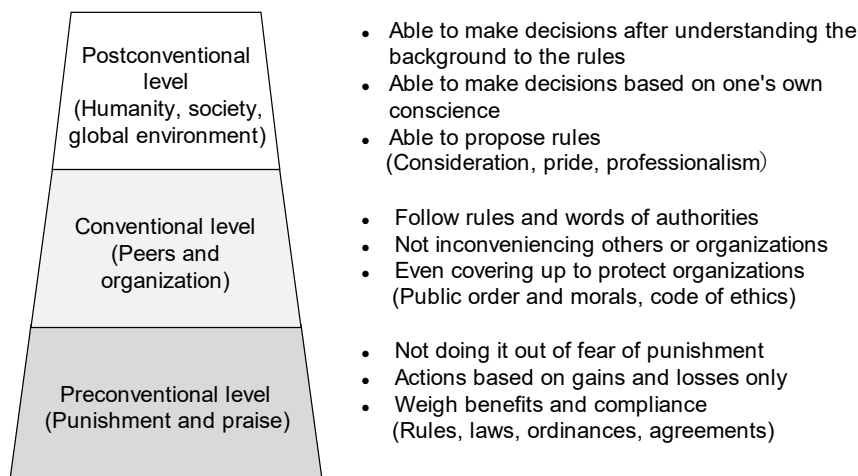 Postconventional
level
(Humanity, society,
global environment)
• Able to make decisions after understanding the
background to the rules
• Able to make decisions based on one's own
conscience
• Able to propose rules
(Consideration, pride, professionalism）
Conventional level
(Peers and
organization)
• Follow rules and words of authorities
• Not inconveniencing others or organizations
• Even covering up to protect organizations
(Public order and morals, code of ethics)
Preconventional level
(Punishment and praise)
• Not doing it out of fear of punishment
• Actions based on gains and losses only
• Weigh benefits and compliance
(Rules, laws, ordinances, agreements)